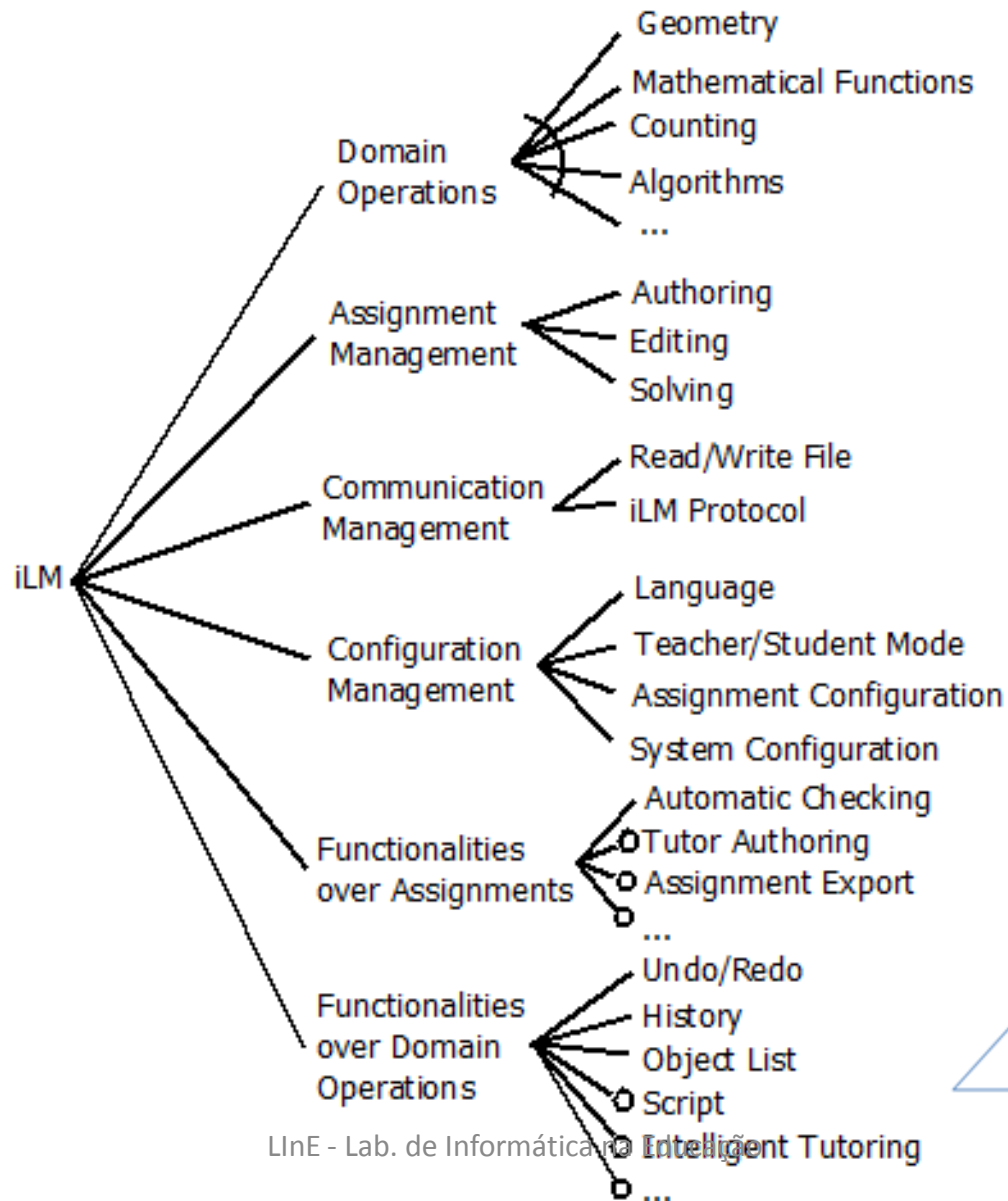 iLM
Domain
Operations
Geometry
Mathematical Functions
Counting
Algorithms
...
Assignment
Management
Authoring
Editing
Solving
Communication
Management
Read/Write File
iLM Protocol
Configuration
Management
Language
Teacher/Student Mode
Assignment Configuration
System Configuration
Functionalities
over Assignments
Automatic Checking
Tutor Authoring
Assignment Export
...
Functionalities
over Domain
Operations
Undo/Redo
History
Object List
Script
Intelligent Tutoring
...
LInE - Lab. de Informática na Educação